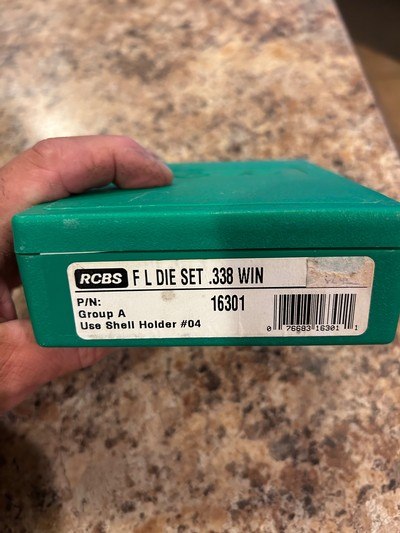 RCBS F L DIE SET .338 WIN
P/N: 16301
Group A
Use Shell Holder #04
0 76683 16301 1